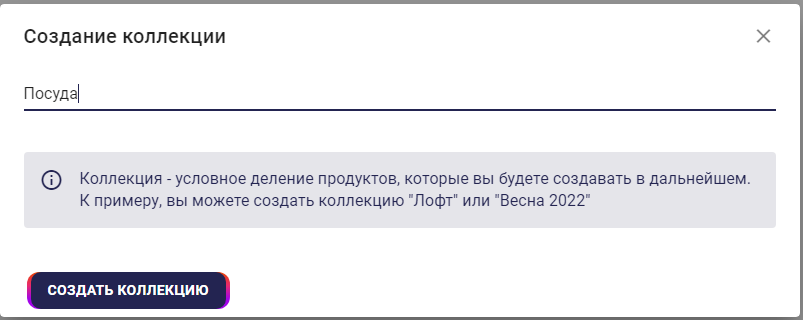 Создание коллекции
Посуда
Коллекция - условное деление продуктов, которые вы будете создавать в дальнейшем.
К примеру, вы можете создать коллекцию "Лофт" или "Весна 2022"
СОЗДАТЬ КОЛЛЕКЦИЮ